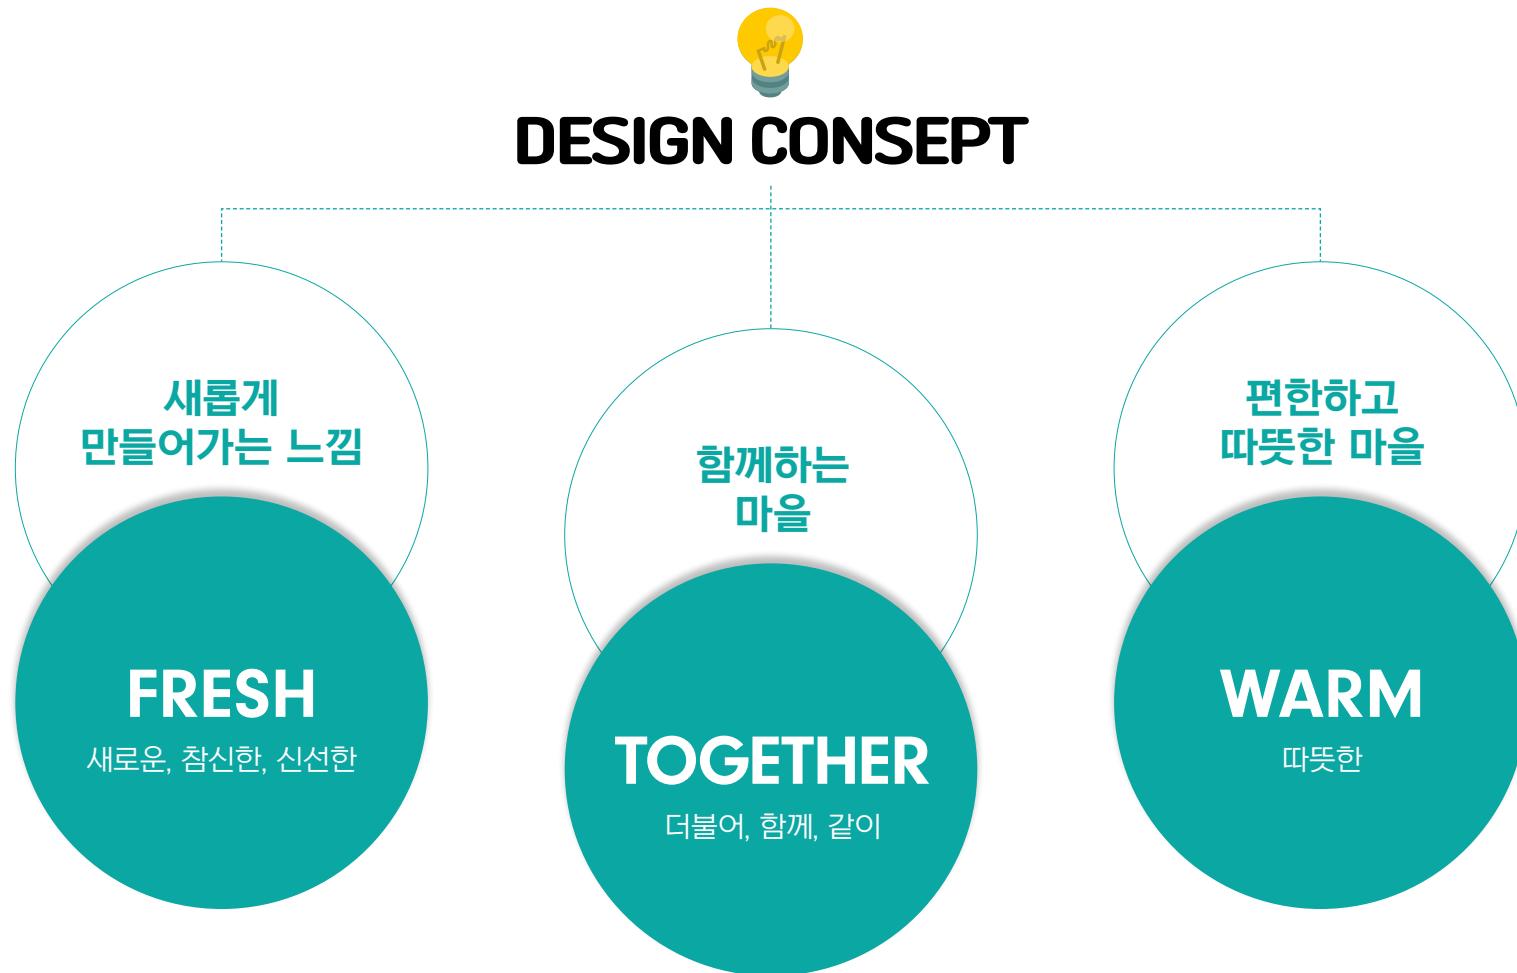 DESIGN CONSEPT
새롭게
만들어가는 느낌
FRESH
새로운, 참신한, 신선한
함께하는
마을
TOGETHER
더불어, 함께, 같이
편한하고
따뜻한 마을
WARM
따뜻한